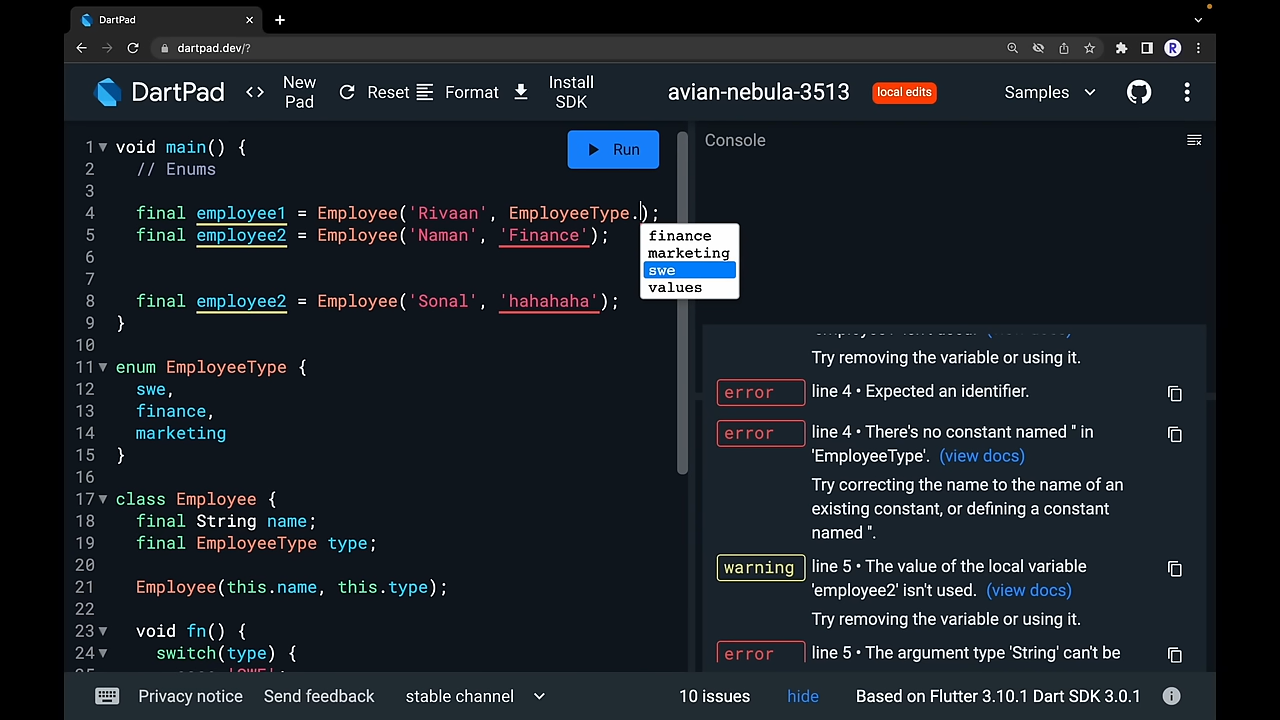 DartPad
dartpad.dev/?
R
DartPad
<> New Pad
Reset
Format
Install SDK
avian-nebula-3513
local edits
Samples
1 void main() {
2 // Enums
3
4 final employee1 = Employee('Rivaan', EmployeeType.);
5 final employee2 = Employee('Naman', 'Finance');
6
7
8 final employee2 = Employee('Sonal', 'hahahaha');
9 }
10
11 enum EmployeeType {
12 swe,
13 finance,
14 marketing
15 }
16
17 class Employee {
18 final String name;
19 final EmployeeType type;
20
21 Employee(this.name, this.type);
22
23 void fn() {
24 switch(type) {
Run
finance
marketing
swe
values
Console
Try removing the variable or using it.
error line 4 • Expected an identifier.
error line 4 • There's no constant named '' in
'EmployeeType'. (view docs)
Try correcting the name to the name of an
existing constant, or defining a constant
named ''.
warning line 5 • The value of the local variable
'employee2' isn't used. (view docs)
Try removing the variable or using it.
error line 5 • The argument type 'String' can't be
Privacy notice
Send feedback
stable channel
10 issues
hide
Based on Flutter 3.10.1 Dart SDK 3.0.1